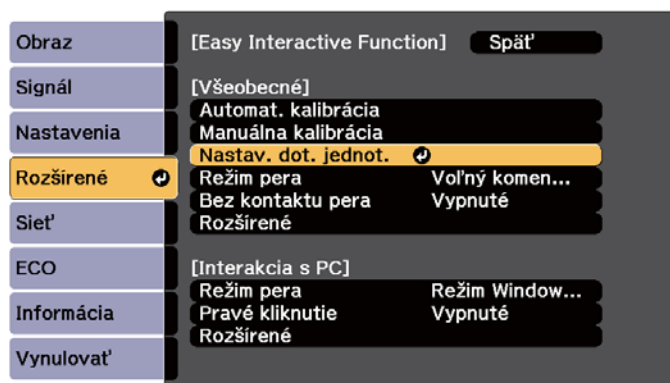 Obraz
Signál
Nastavenia
Rozšírené
Sieť
ECO
Informácia
Vynulovať
[Easy Interactive Function] Späť
[Všeobecné]
Automat. kalibrácia
Manuálna kalibrácia
Nastav. dot. jednot.
Režim pera Voľný komen...
Bez kontaktu pera Vypnuté
Rozšírené
[Interakcia s PC]
Režim pera Režim Window...
Pravé kliknutie Vypnuté
Rozšírené